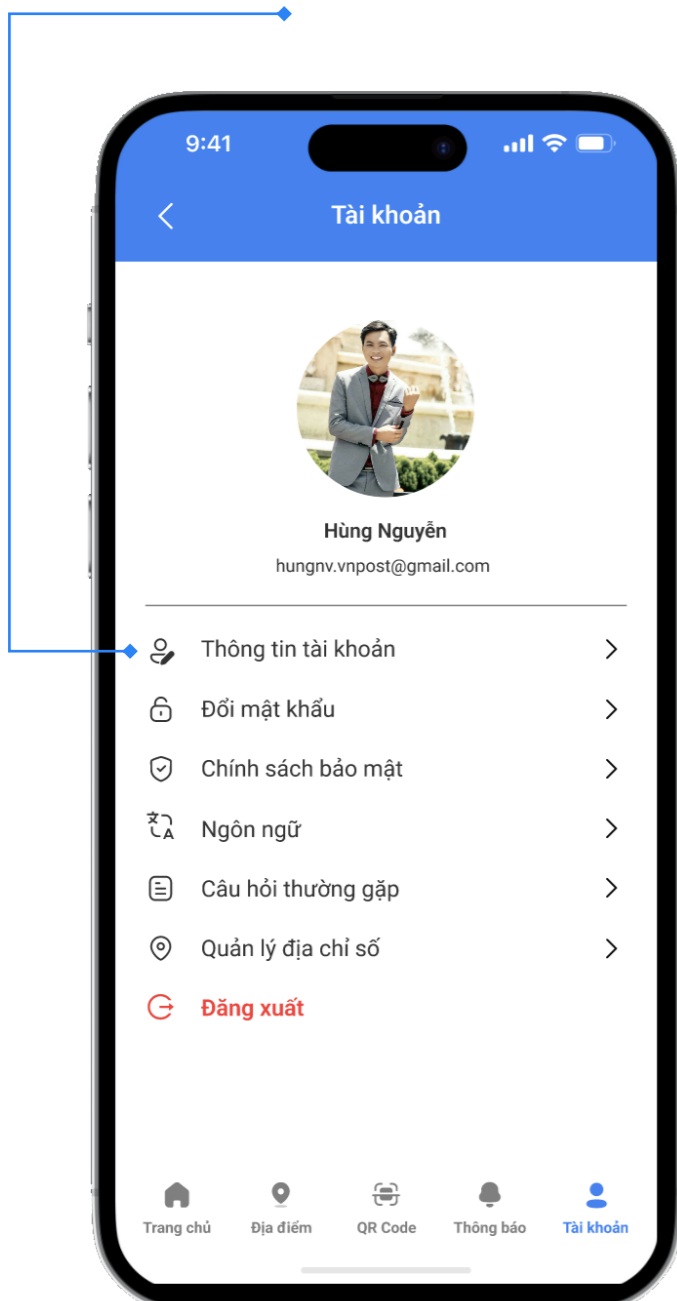 9:41
Tài khoản
Hùng Nguyễn
hungnv.vnpost@gmail.com
Thông tin tài khoản
Đổi mật khẩu
Chính sách bảo mật
Ngôn ngữ
Câu hỏi thường gặp
Quản lý địa chỉ số
Đăng xuất
Trang chủ Địa điểm QR Code Thông báo Tài khoản